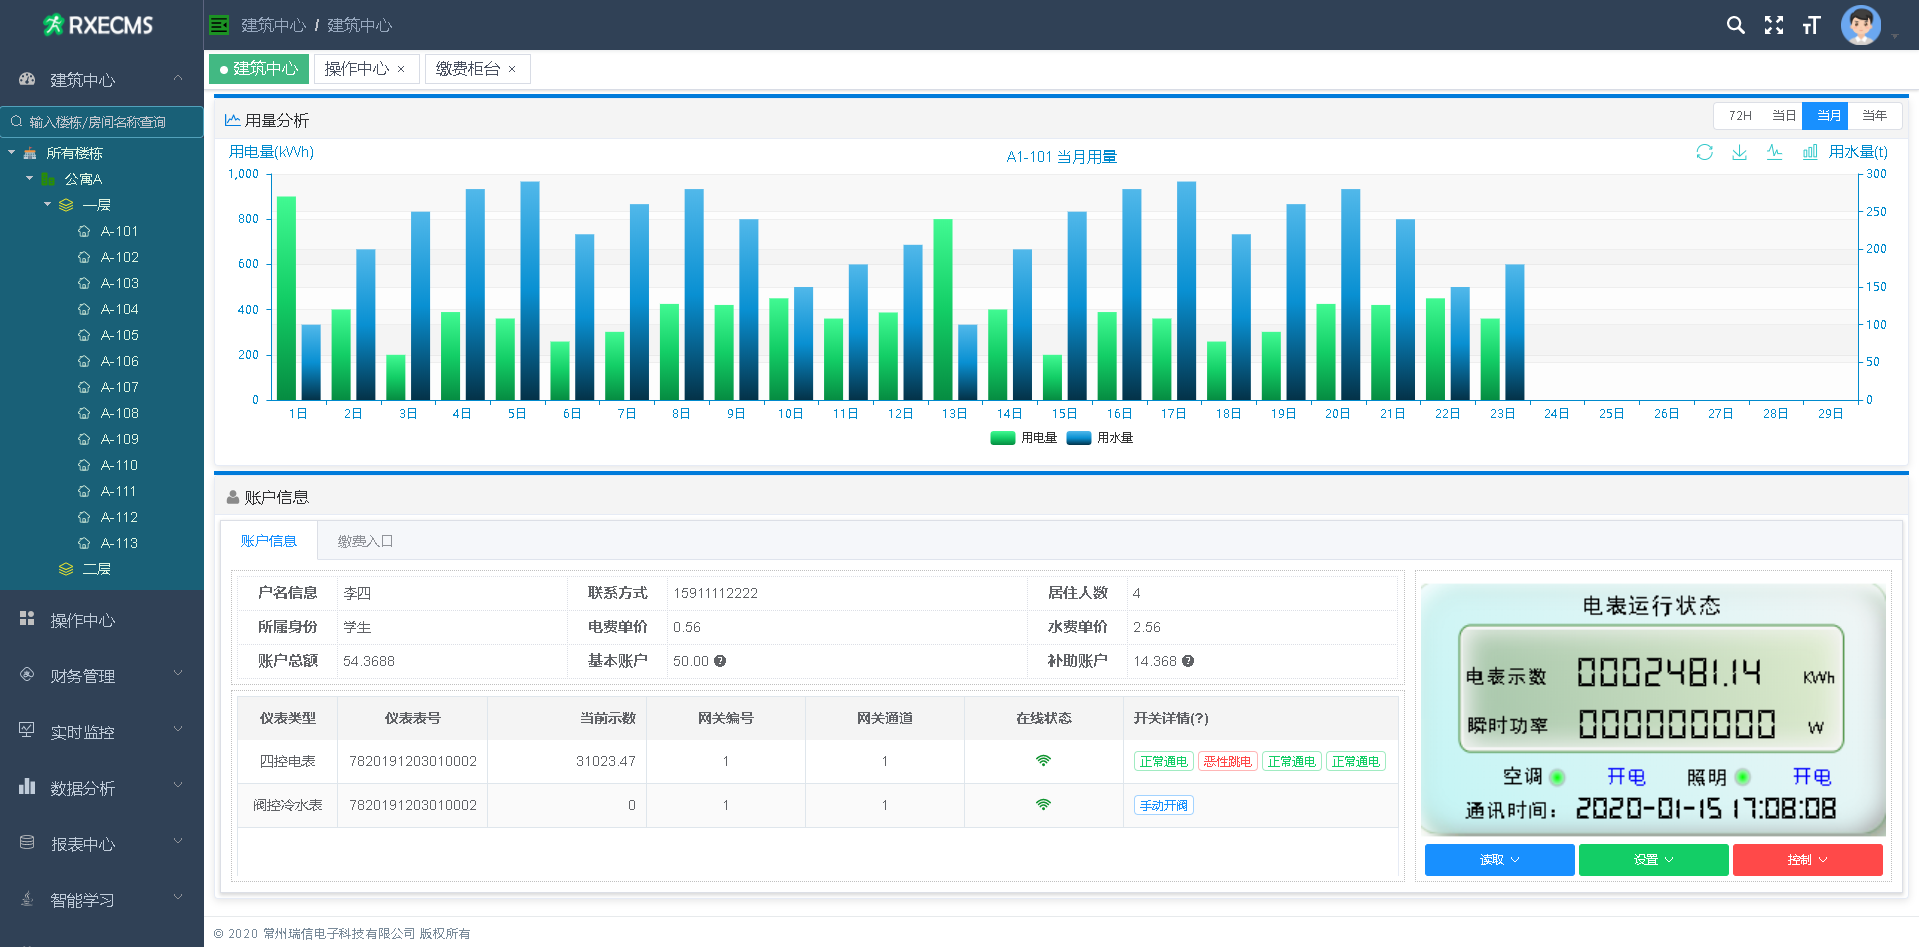 RXECMS
建筑中心 / 建筑中心
建筑中心
操作中心 ×
缴费柜台 ×
建筑中心
输入楼栋/房间名称查询
所有楼栋
公寓A
一层
A-101
A-102
A-103
A-104
A-105
A-106
A-107
A-108
A-109
A-110
A-111
A-112
A-113
二层
操作中心
财务管理
实时监控
数据分析
报表中心
智能学习
用量分析
72H 当日 当月 当年
用电量(kWh)
A1-101 当月用量
用水量(t)
1,000
800
600
400
200
0
300
250
200
150
100
50
0
1日 2日 3日 4日 5日 6日 7日 8日 9日 10日 11日 12日 13日 14日 15日 16日 17日 18日 19日 20日 21日 22日 23日 24日 25日 26日 27日 28日 29日
用电量 用水量
账户信息
账户信息 缴费入口
户名信息 李四 联系方式 15911112222 居住人数 4
所属身份 学生 电费单价 0.56 水费单价 2.56
账户总额 54.3688 基本账户 50.00 ? 补助账户 14.368 ?
仪表类型 仪表表号 当前示数 网关编号 网关通道 在线状态 开关详情(?)
四控电表 7820191203010002 31023.47 1 1 正常通电 恶性跳电 正常通电 正常通电
阀控冷水表 7820191203010002 0 1 1 手动开阀
电表运行状态
电表示数 0002481.14 KWh
瞬时功率 000000000 W
空调 开电 照明 开电
通讯时间: 2020-01-15 17:08:08
读取 设置 控制
© 2020 常州瑞信电子科技有限公司 版权所有